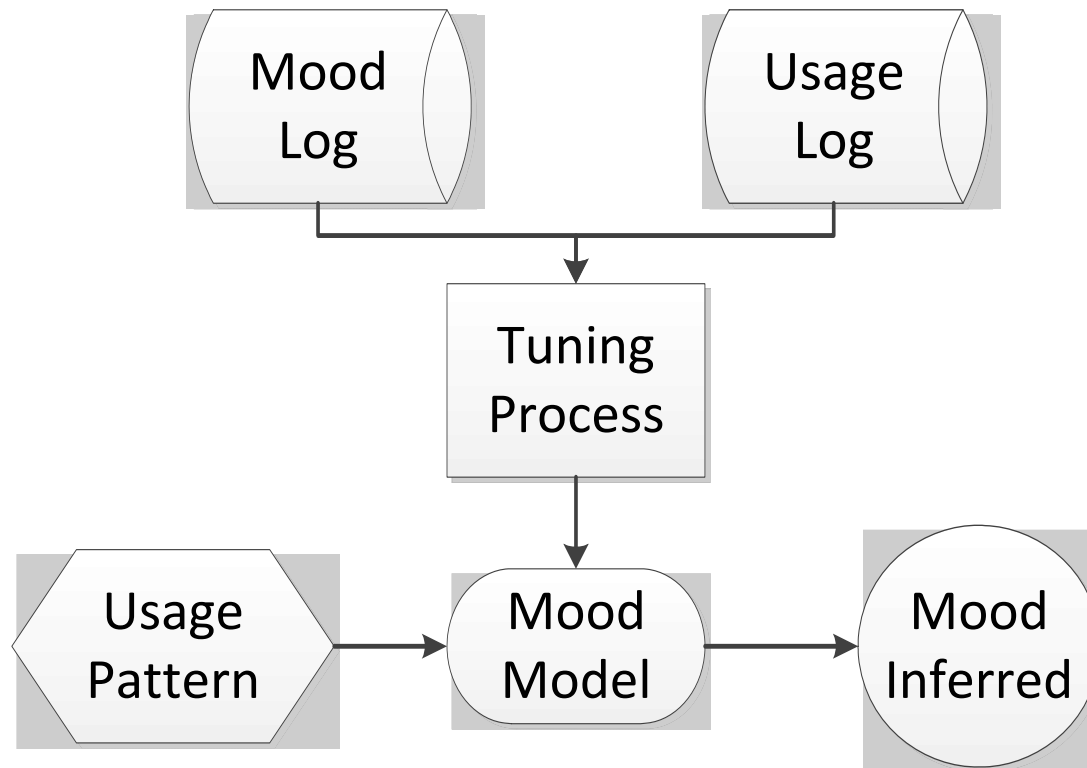 Mood
Log
Usage
Log
Tuning
Process
Usage
Pattern
Mood
Model
Mood
Inferred